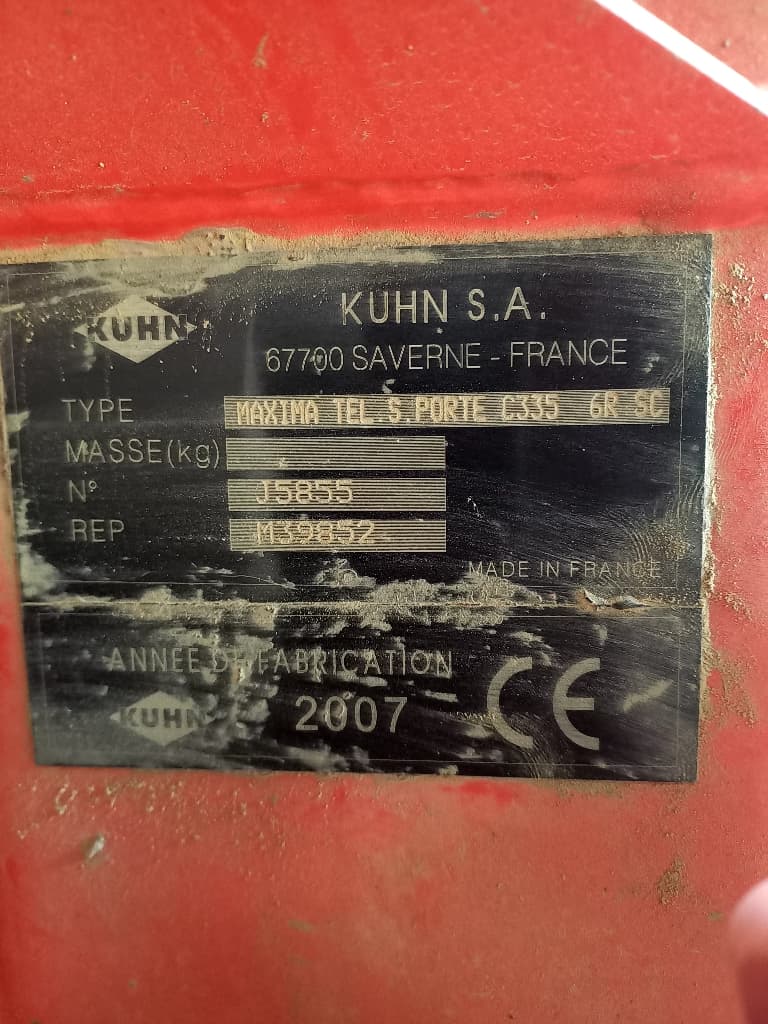 KUHN
KUHN S.A.
67700 SAVERNE - FRANCE
TYPE MAXIMA TEL.S.PORTE C335 6R SC
MASSE(kg)
N° J5855
REP M39852
MADE IN FRANCE
ANNEE DE FABRICATION
KUHN 2007 CE